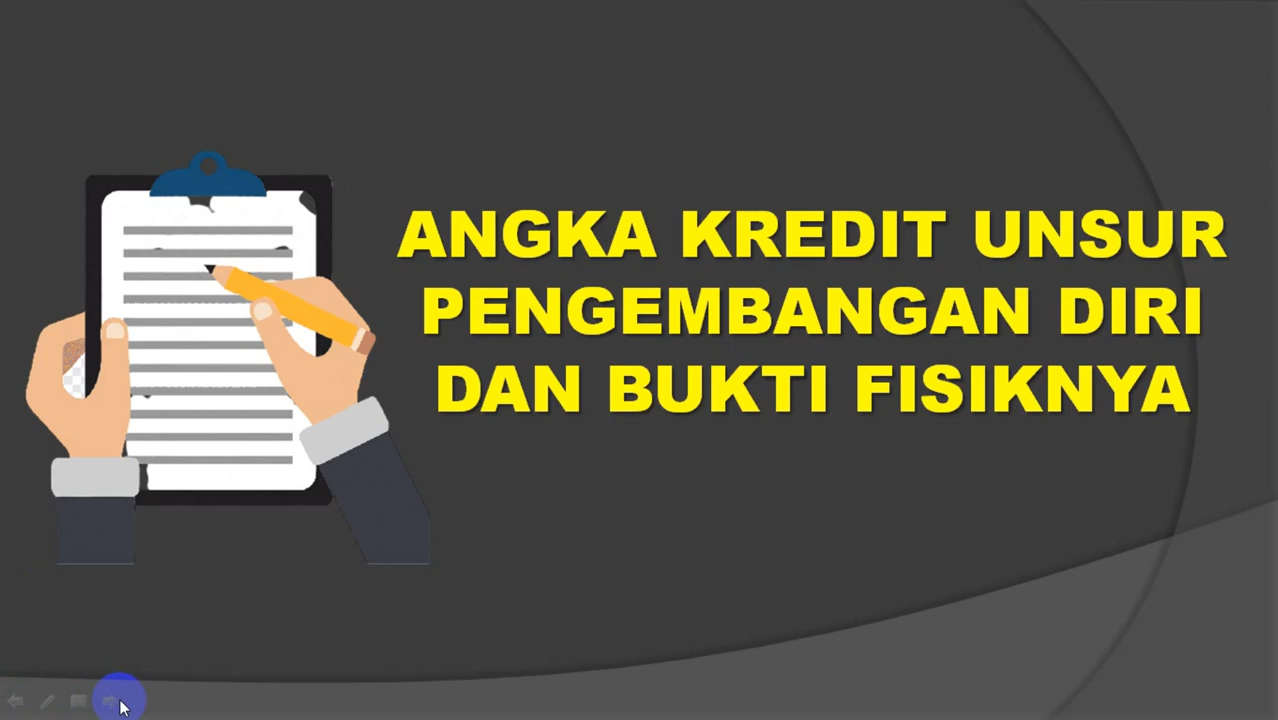 ANGKA KREDIT UNSUR
PENGEMBANGAN DIRI
DAN BUKTI FISIKNYA